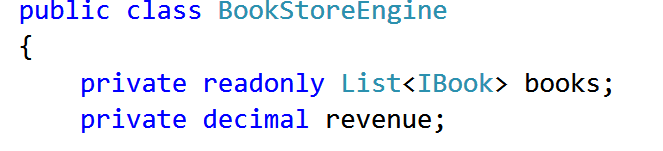 public class BookStoreEngine
{
    private readonly List<IBook> books;
    private decimal revenue;